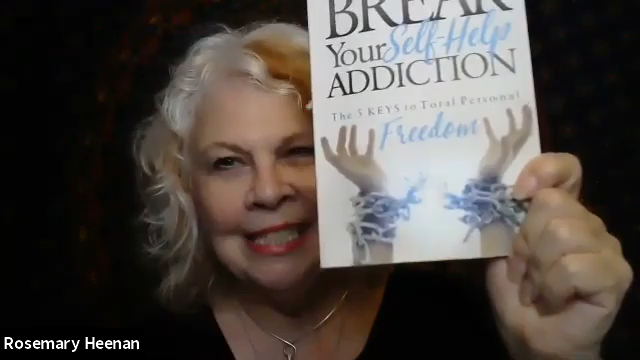 BREAK
Your Self-Help
ADDICTION
The 5 KEYS to Total Personal
Freedom
Rosemary Heenan